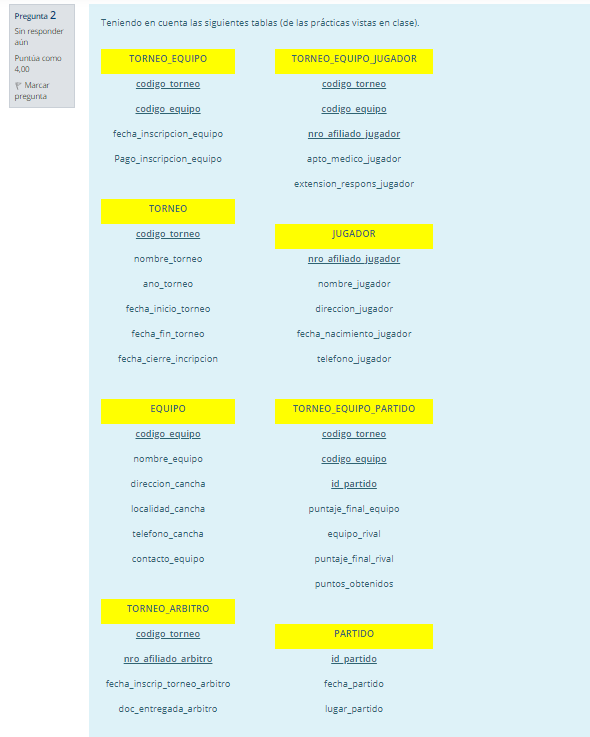 Pregunta 2
Sin responder
aún
Puntúa como
4,00
Marcar
pregunta
Teniendo en cuenta las siguientes tablas (de las prácticas vistas en clase).
TORNEO_EQUIPO
codigo_torneo
codigo_equipo
fecha_inscripcion_equipo
Pago_inscripcion_equipo
TORNEO_EQUIPO_JUGADOR
codigo_torneo
codigo_equipo
nro_afiliado_jugador
apto_medico_jugador
extension_respons_jugador
TORNEO
codigo_torneo
nombre_torneo
ano_torneo
fecha_inicio_torneo
fecha_fin_torneo
fecha_cierre_incripcion
JUGADOR
nro_afiliado_jugador
nombre_jugador
direccion_jugador
fecha_nacimiento_jugador
telefono_jugador
EQUIPO
codigo_equipo
nombre_equipo
direccion_cancha
localidad_cancha
telefono_cancha
contacto_equipo
TORNEO_EQUIPO_PARTIDO
codigo_torneo
codigo_equipo
id_partido
puntaje_final_equipo
equipo_rival
puntaje_final_rival
puntos_obtenidos
TORNEO_ARBITRO
codigo_torneo
nro_afiliado_arbitro
fecha_inscrip_torneo_arbitro
doc_entregada_arbitro
PARTIDO
id_partido
fecha_partido
lugar_partido